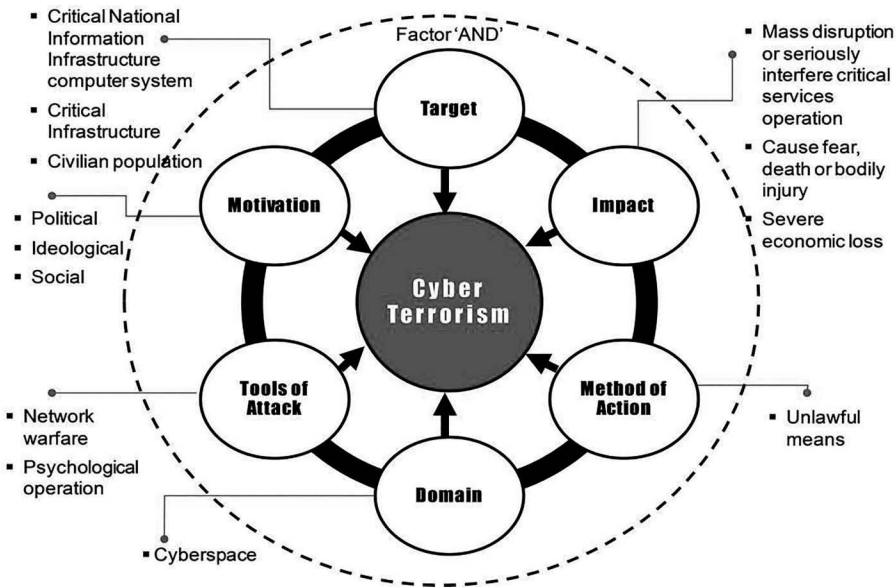 ▪ Critical National
Information
Infrastructure
computer system
▪ Critical
Infrastructure
▪ Civilian population
Factor 'AND'
▪ Mass disruption
or seriously
interfere critical
services
operation
▪ Cause fear,
death or bodily
injury
▪ Severe
economic loss
Target
Motivation
Impact
▪ Political
▪ Ideological
▪ Social
Cyber
Terrorism
Tools of
Attack
Method of
Action
▪ Network
warfare
▪ Psychological
operation
▪ Unlawful
means
Domain
▪ Cyberspace